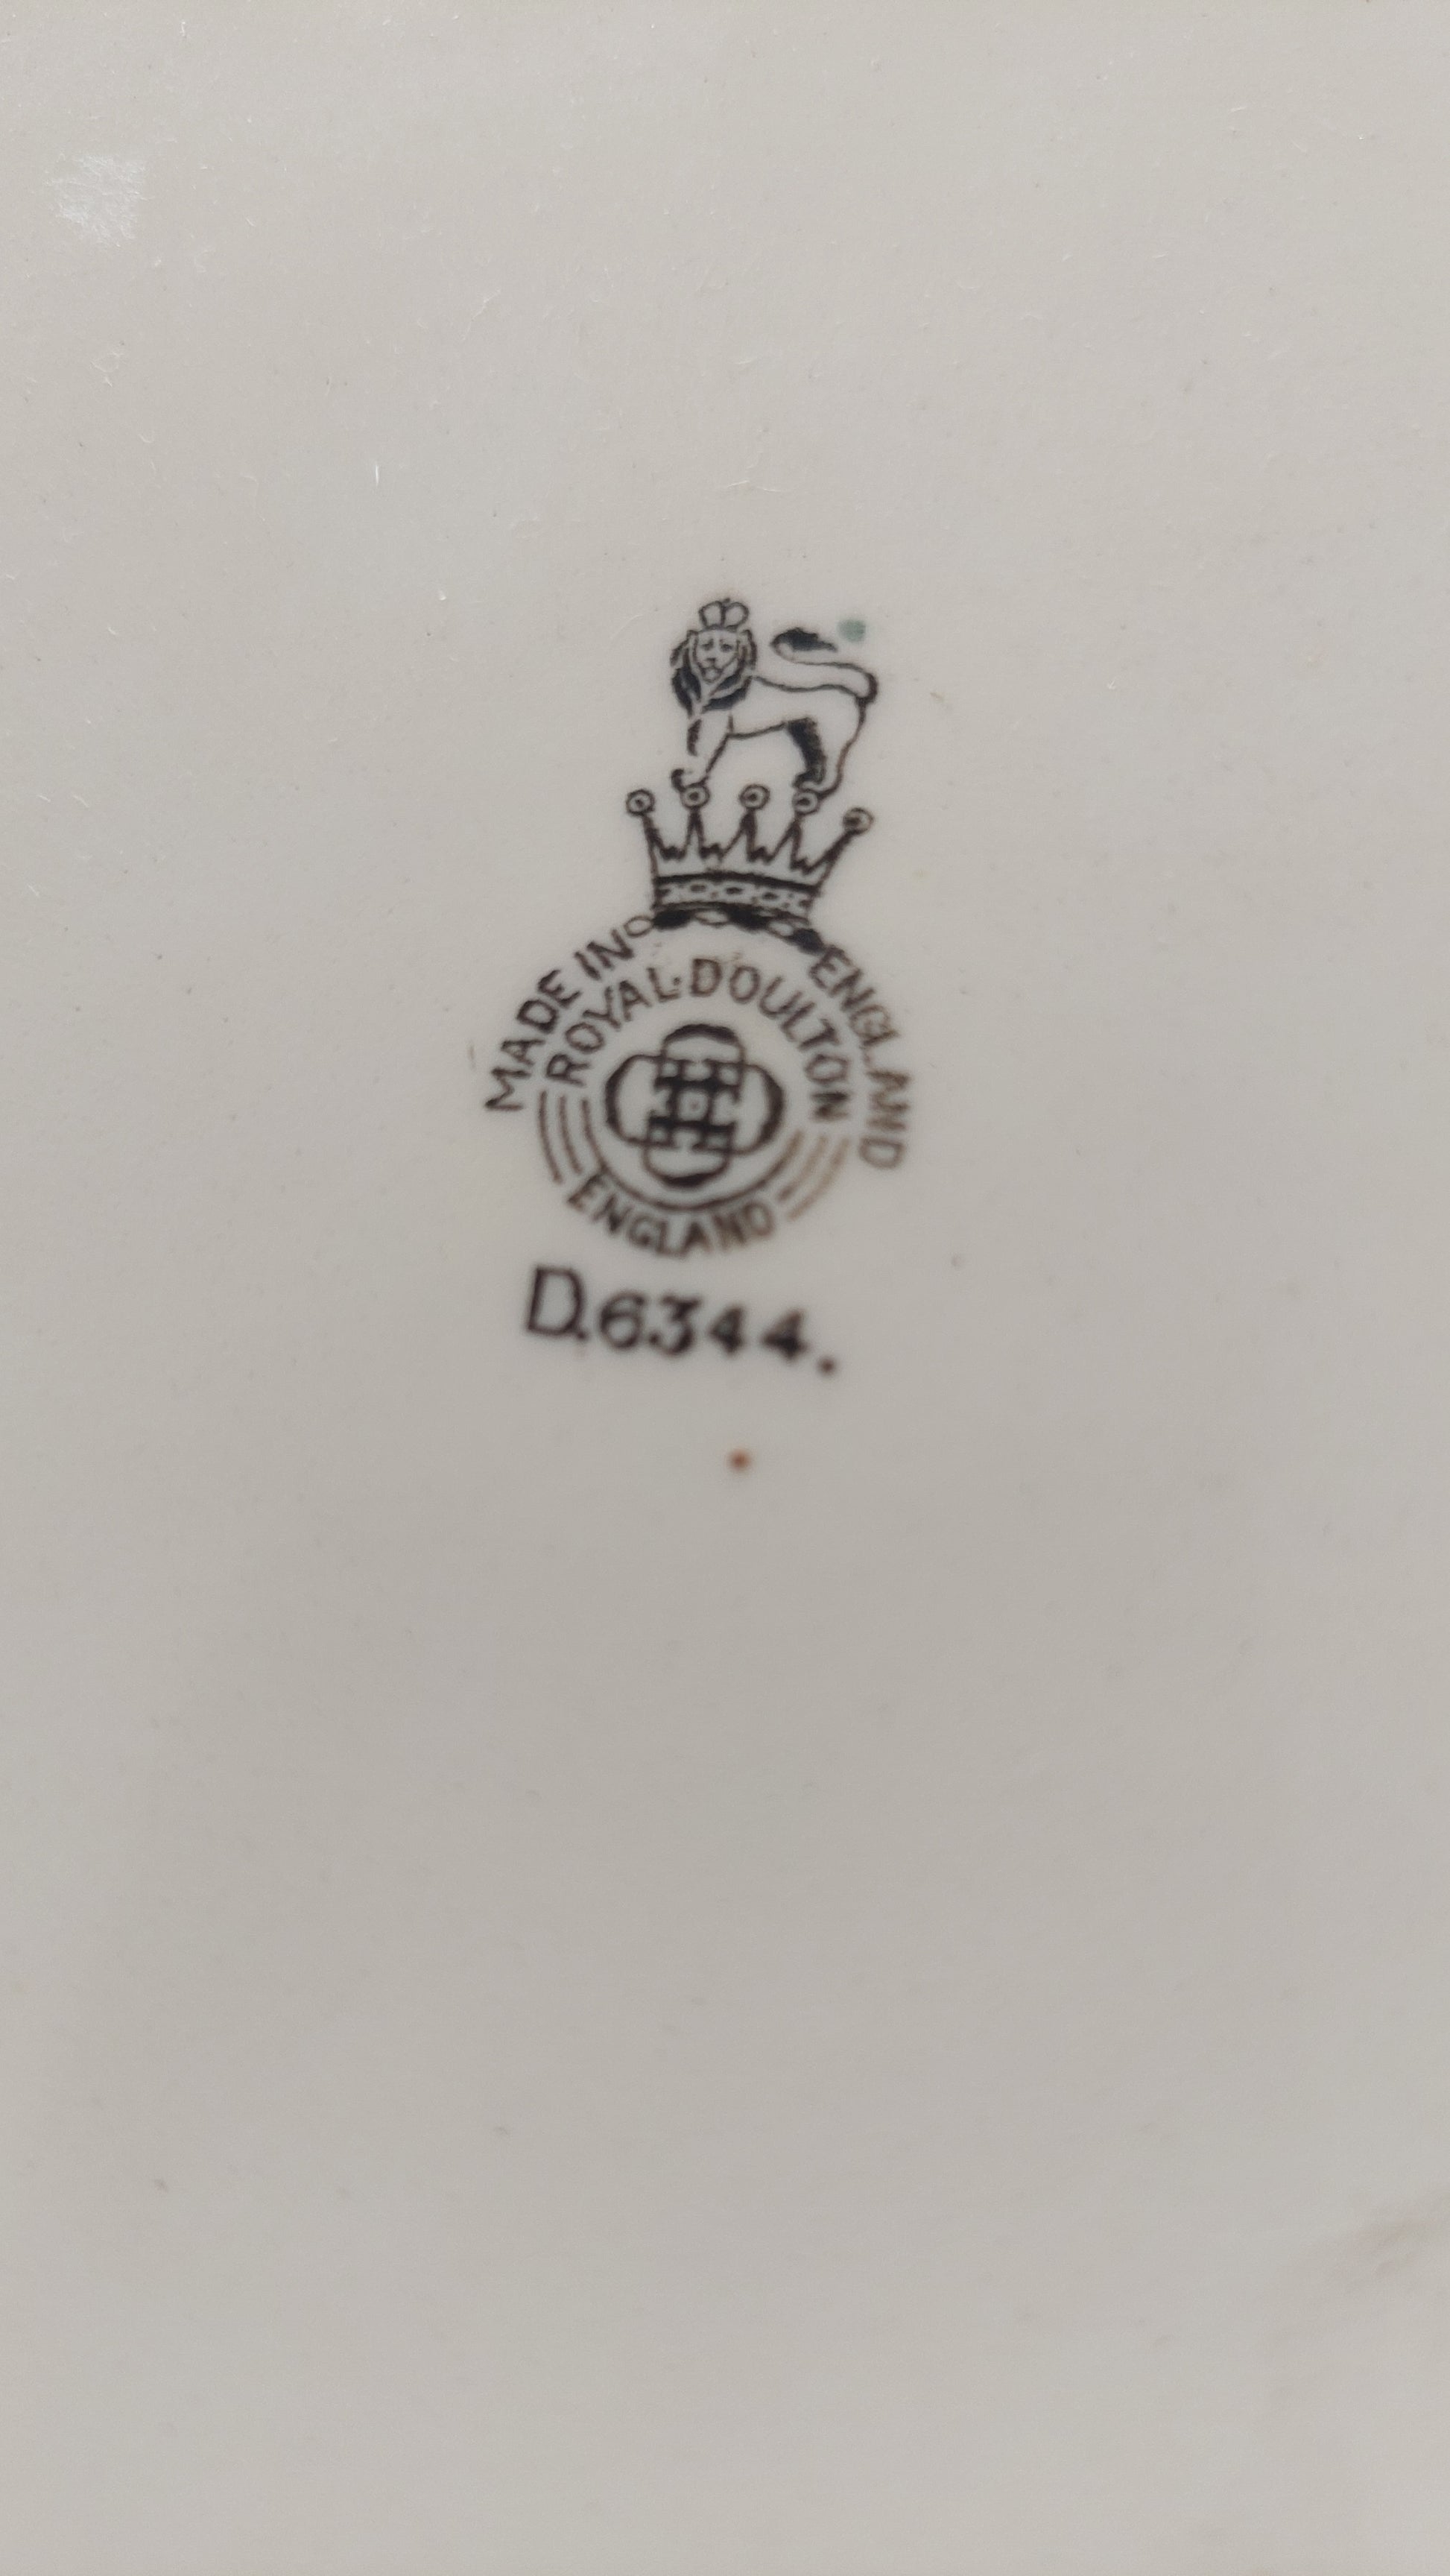 MADE IN ENGLAND
ROYAL·DOULTON
ENGLAND
D.6344.